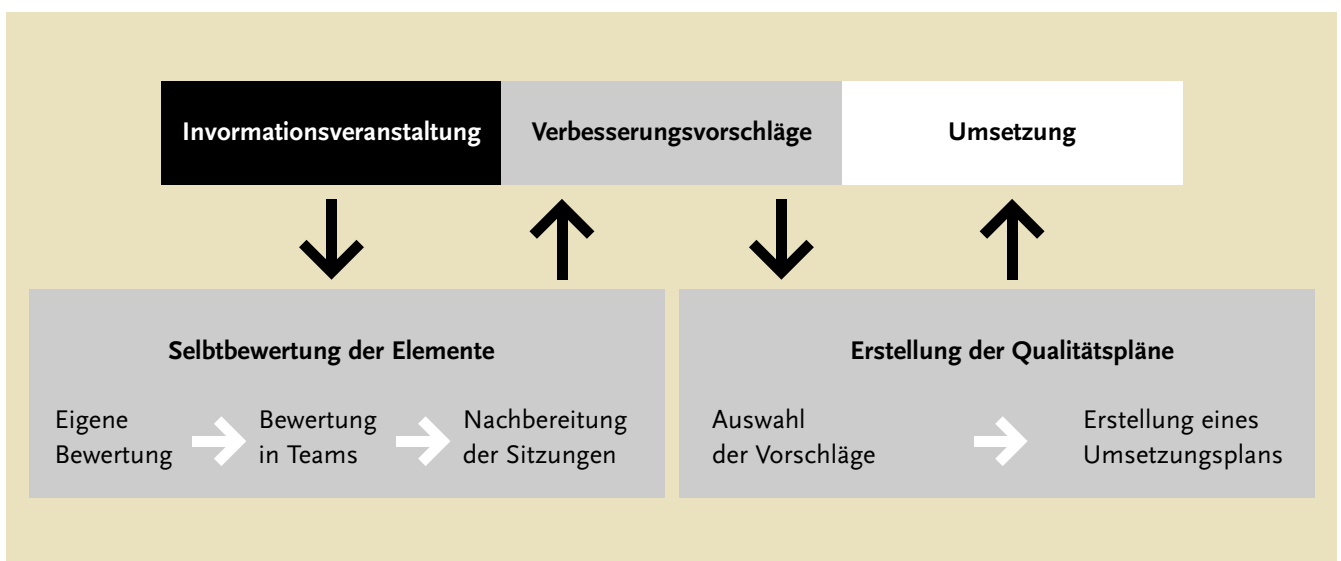 Invormationsveranstaltung
Verbesserungsvorschläge
Umsetzung
Selbtbewertung der Elemente
Eigene
Bewertung
Bewertung
in Teams
Nachbereitung
der Sitzungen
Erstellung der Qualitätspläne
Auswahl
der Vorschläge
Erstellung eines
Umsetzungsplans